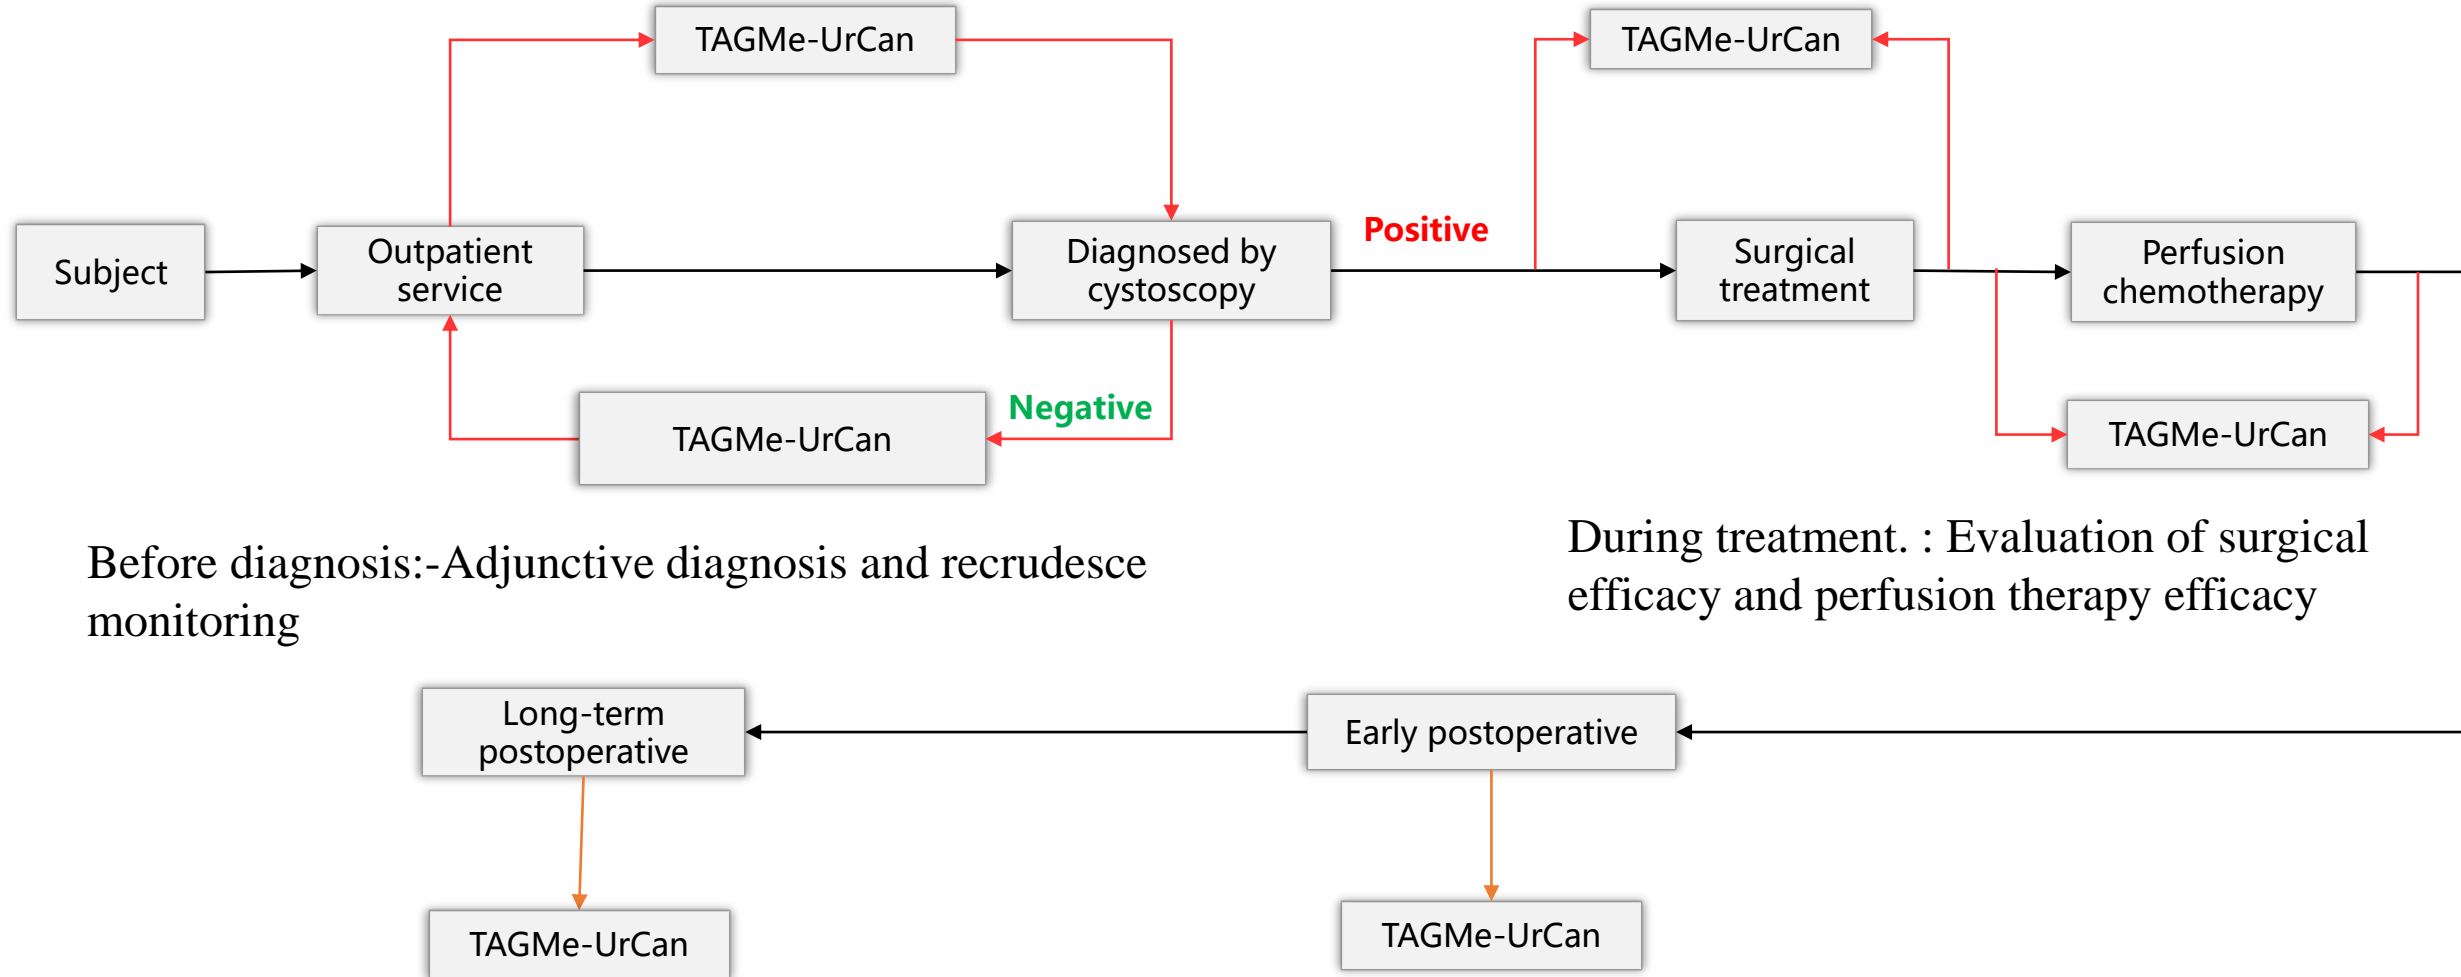 TAGMe-UrCan
TAGMe-UrCan
Positive
Subject
Outpatient
service
Diagnosed by
cystoscopy
Surgical
treatment
Perfusion
chemotherapy
Negative
TAGMe-UrCan
TAGMe-UrCan
Before diagnosis:-Adjunctive diagnosis and recrudesce
monitoring
During treatment. : Evaluation of surgical
efficacy and perfusion therapy efficacy
Long-term
postoperative
Early postoperative
TAGMe-UrCan
TAGMe-UrCan